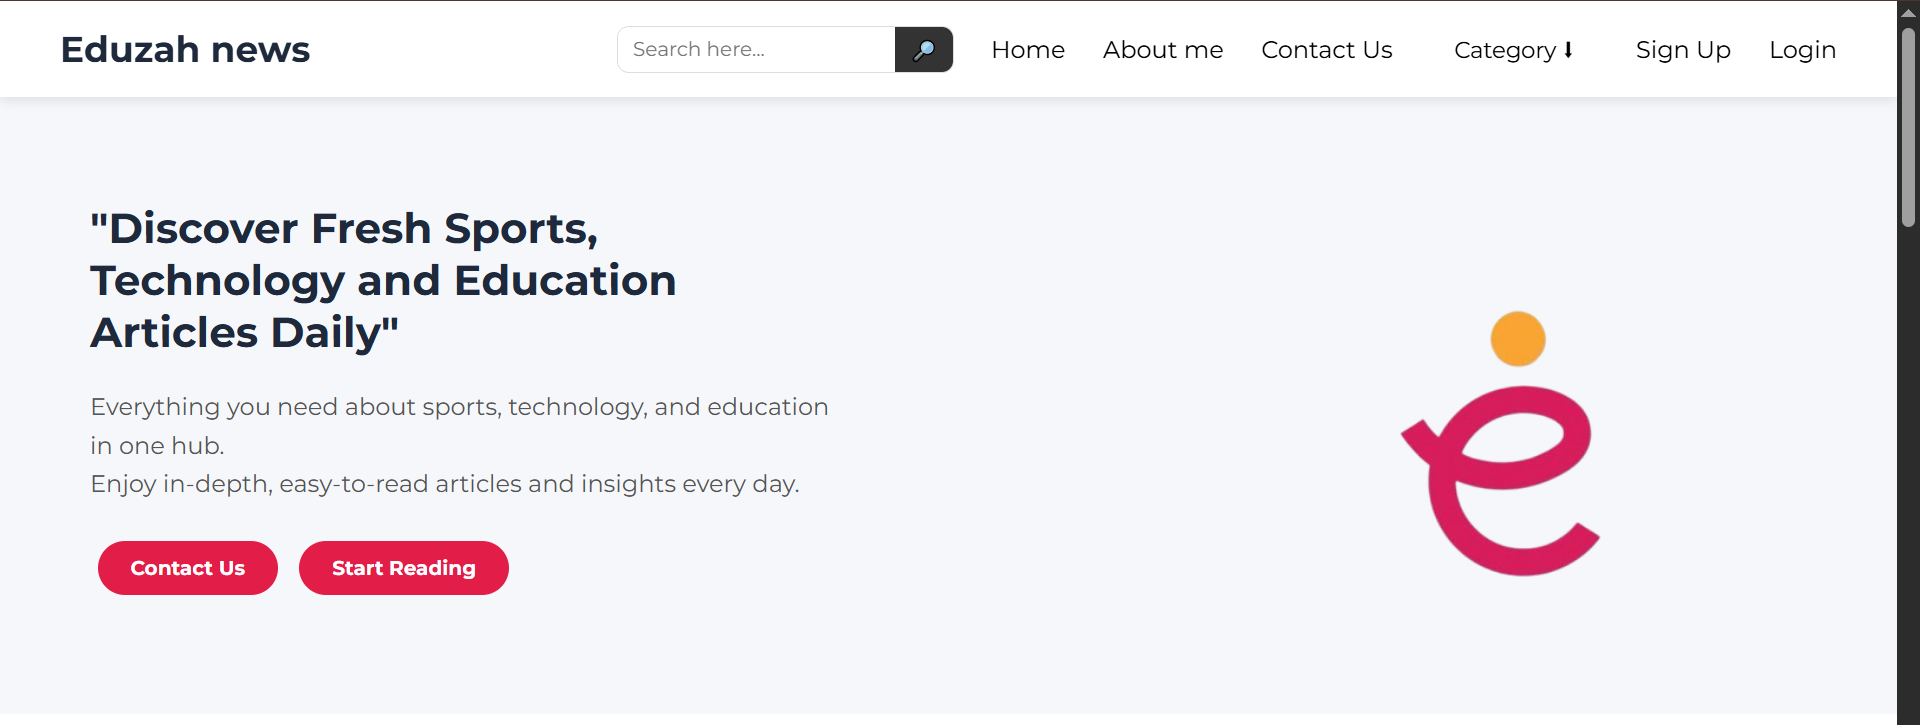 Eduzah news
Search here...
Home
About me
Contact Us
Category ⬇
Sign Up
Login
"Discover Fresh Sports,
Technology and Education
Articles Daily"
Everything you need about sports, technology, and education
in one hub.
Enjoy in-depth, easy-to-read articles and insights every day.
Contact Us
Start Reading
e